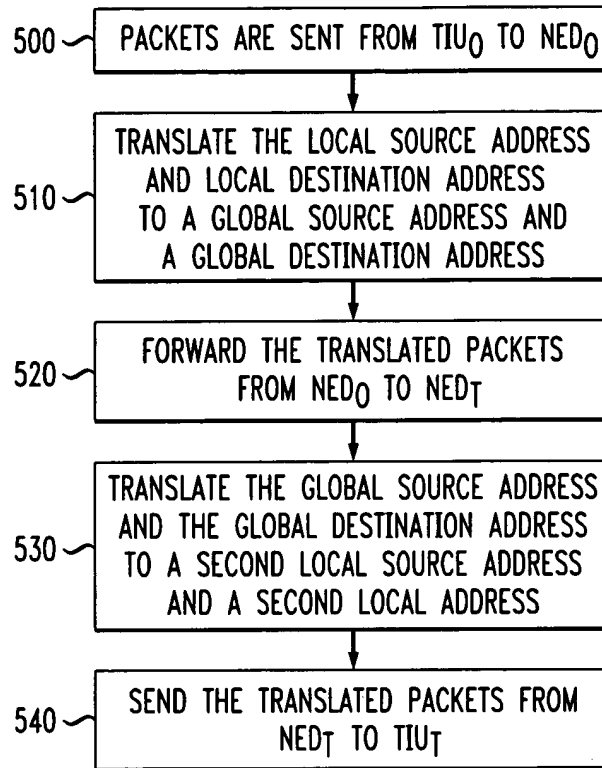 500
PACKETS ARE SENT FROM TIU₀ TO NED₀
510
TRANSLATE THE LOCAL SOURCE ADDRESS
AND LOCAL DESTINATION ADDRESS
TO A GLOBAL SOURCE ADDRESS AND
A GLOBAL DESTINATION ADDRESS
520
FORWARD THE TRANSLATED PACKETS
FROM NED₀ TO NEDT
530
TRANSLATE THE GLOBAL SOURCE ADDRESS
AND THE GLOBAL DESTINATION ADDRESS
TO A SECOND LOCAL SOURCE ADDRESS
AND A SECOND LOCAL ADDRESS
540
SEND THE TRANSLATED PACKETS FROM
NEDT TO TIUT